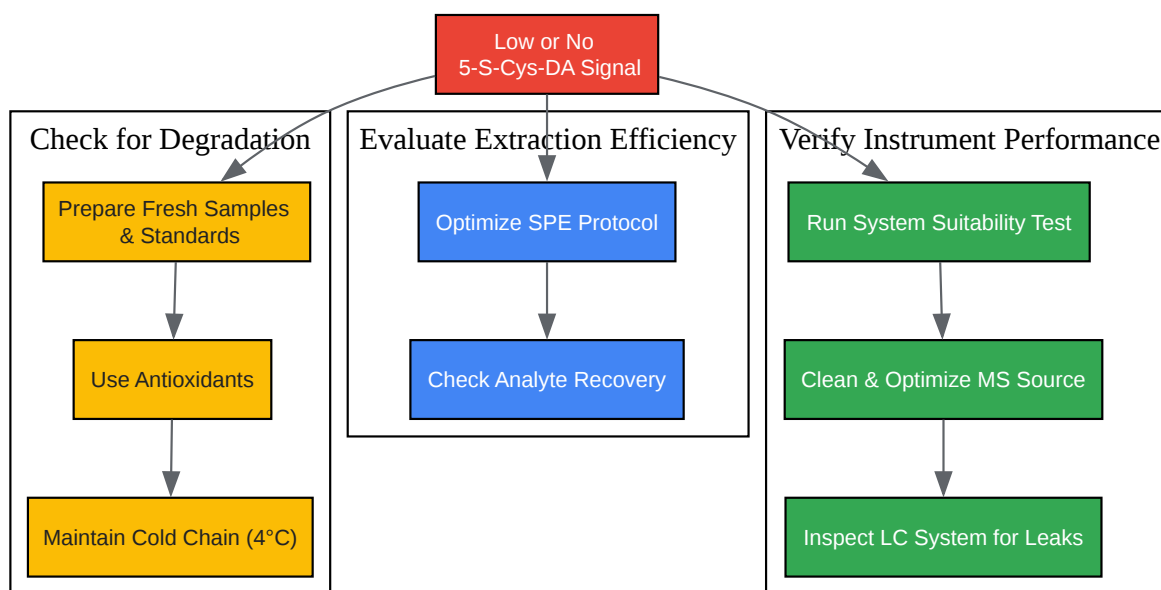 Low or No
5-S-Cys-DA Signal
Check for Degradation
Prepare Fresh Samples
& Standards
Use Antioxidants
Maintain Cold Chain (4°C)
Evaluate Extraction Efficiency
Optimize SPE Protocol
Check Analyte Recovery
Verify Instrument Performance
Run System Suitability Test
Clean & Optimize MS Source
Inspect LC System for Leaks